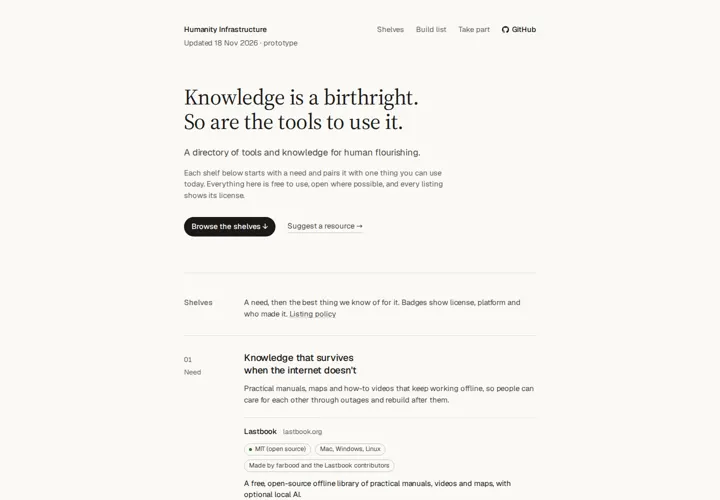 Humanity Infrastructure
Updated 18 Nov 2026 · prototype
Shelves Build list Take part GitHub
Knowledge is a birthright.
So are the tools to use it.
A directory of tools and knowledge for human flourishing.
Each shelf below starts with a need and pairs it with one thing you can use
today. Everything here is free to use, open where possible, and every listing
shows its license.
Browse the shelves ↓ Suggest a resource →
Shelves
A need, then the best thing we know of for it. Badges show license, platform and
who made it. Listing policy
01
Need
Knowledge that survives
when the internet doesn't
Practical manuals, maps and how-to videos that keep working offline, so people can
care for each other through outages and rebuild after them.
Lastbook lastbook.org
MIT (open source) Mac, Windows, Linux
Made by farbood and the Lastbook contributors
A free, open-source offline library of practical manuals, videos and maps, with
optional local AI.